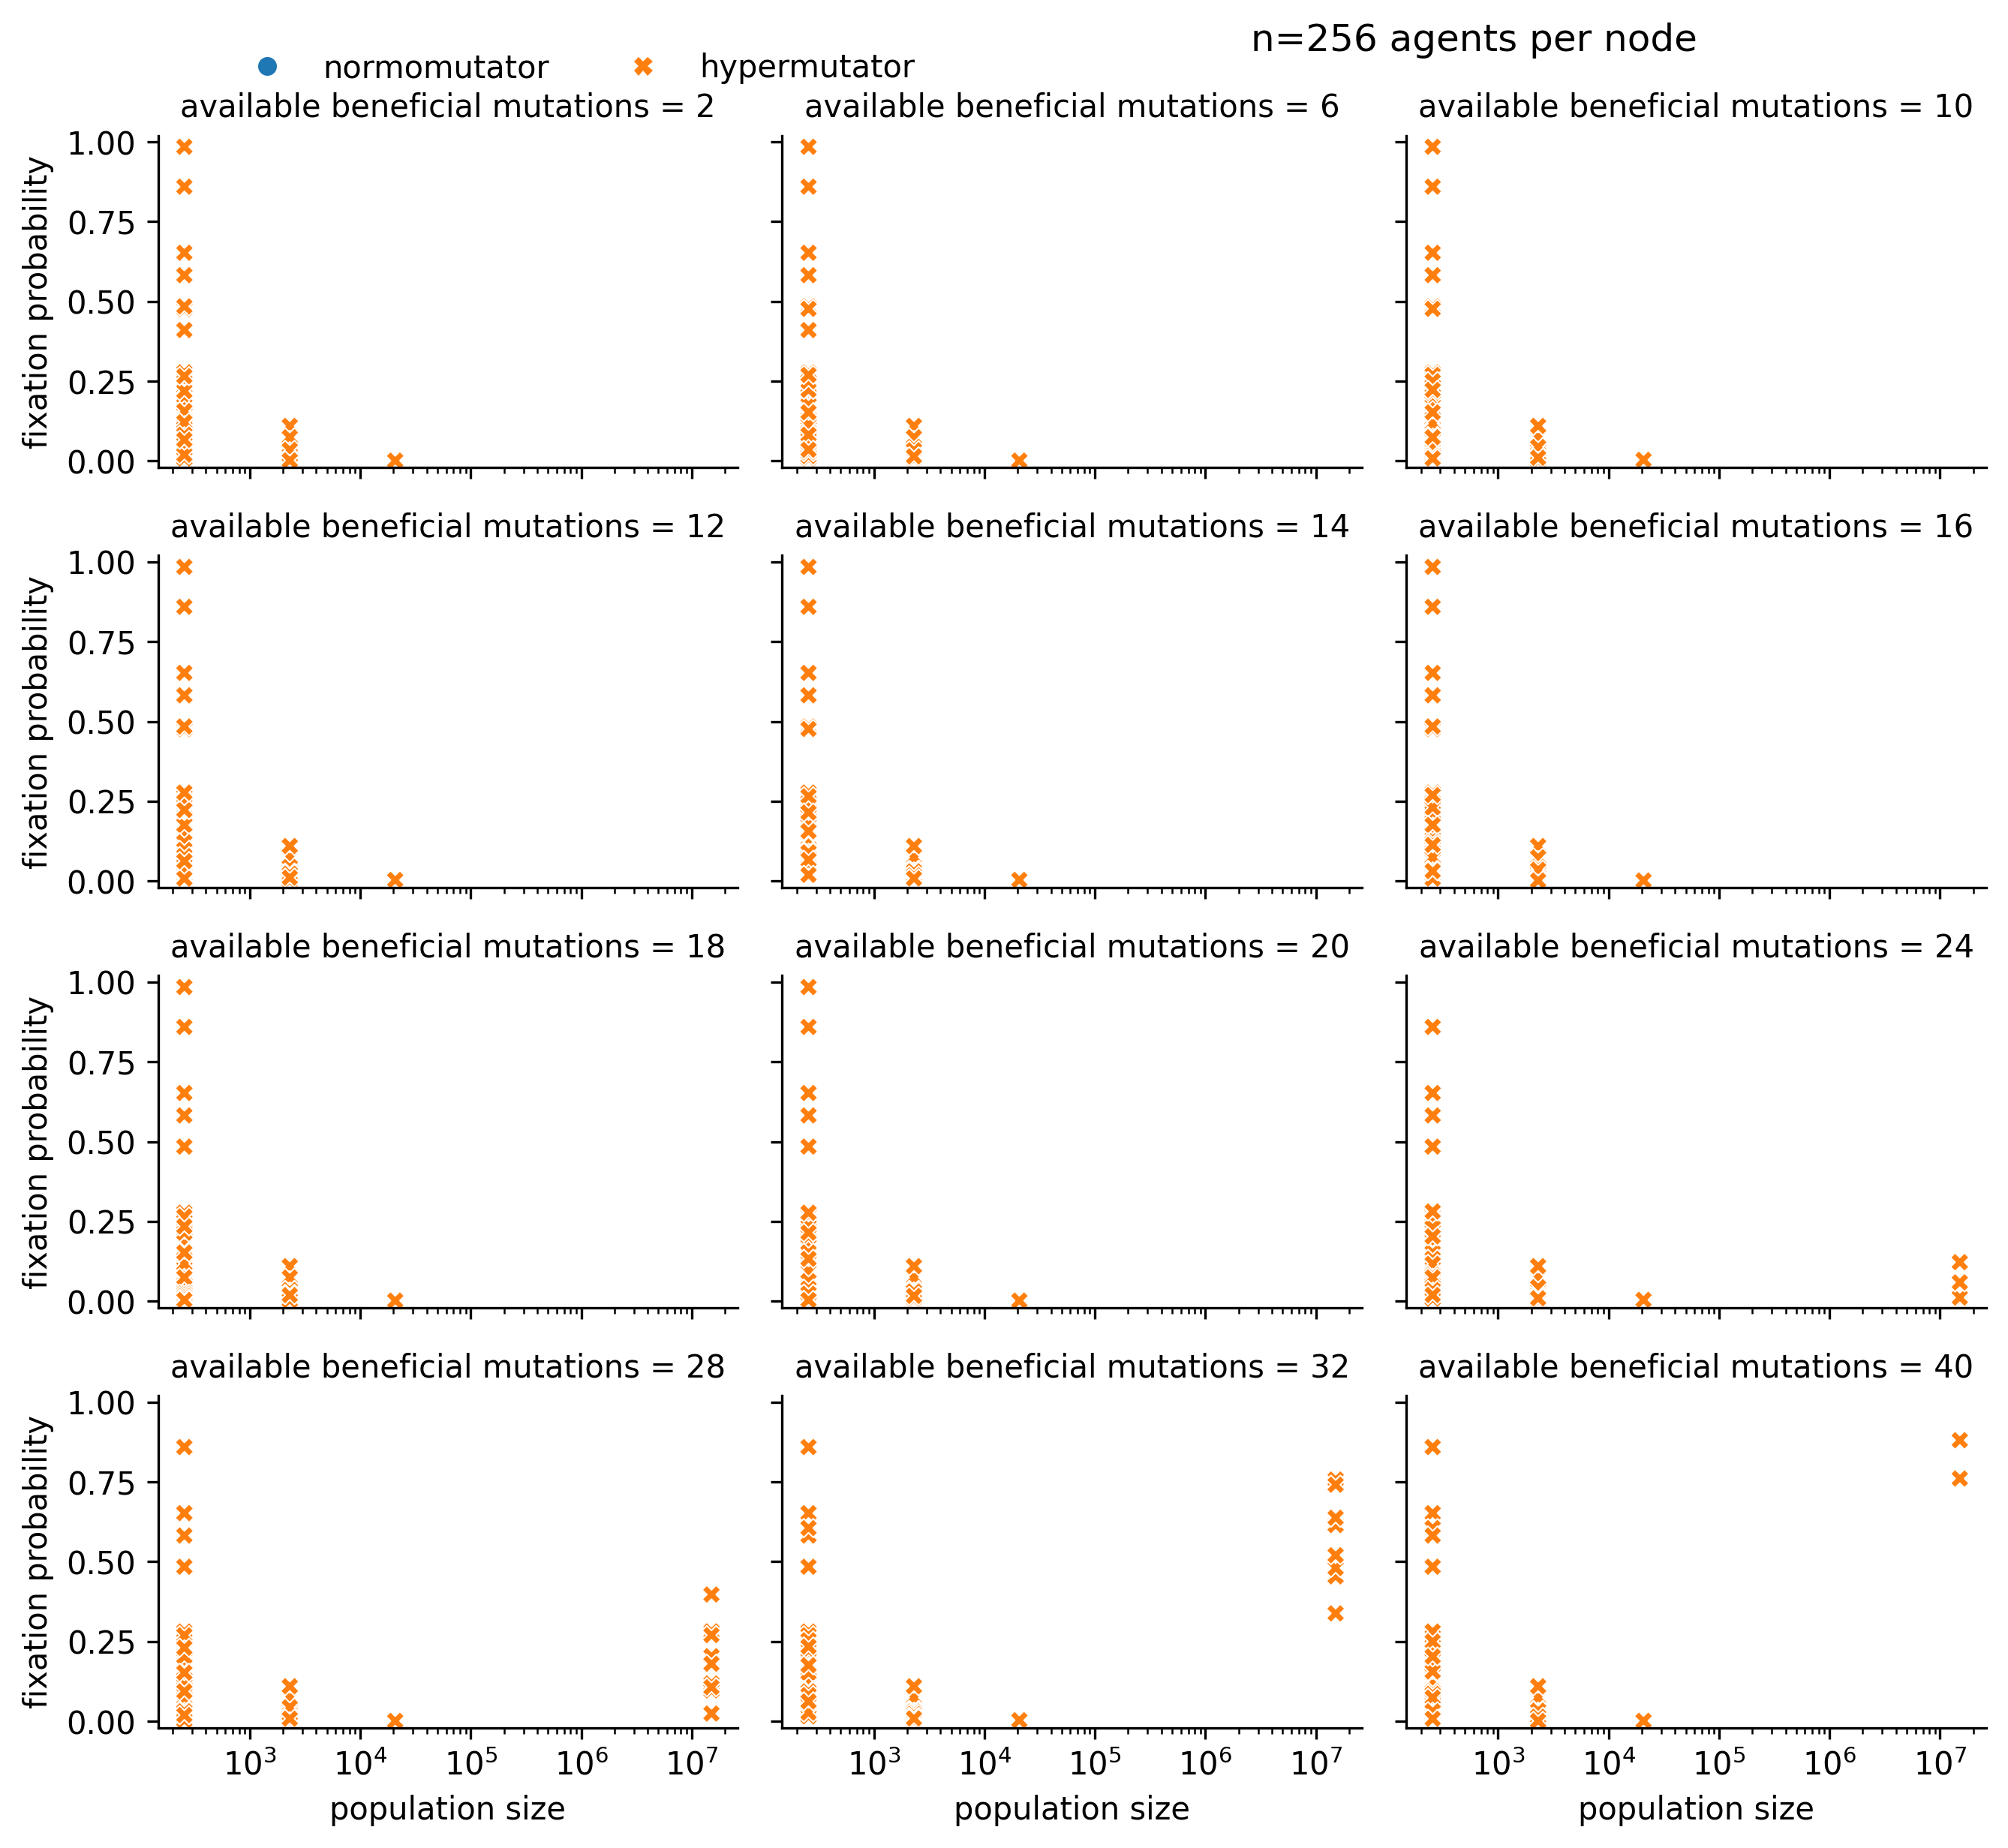 n=256 agents per node
normomutator hypermutator
available beneficial mutations = 2 available beneficial mutations = 6 available beneficial mutations = 10
1.00
0.75
0.50
0.25
0.00
fixation probability
available beneficial mutations = 12 available beneficial mutations = 14 available beneficial mutations = 16
1.00
0.75
0.50
0.25
0.00
fixation probability
available beneficial mutations = 18 available beneficial mutations = 20 available beneficial mutations = 24
1.00
0.75
0.50
0.25
0.00
fixation probability
available beneficial mutations = 28 available beneficial mutations = 32 available beneficial mutations = 40
1.00
0.75
0.50
0.25
0.00
fixation probability
10³ 10⁴ 10⁵ 10⁶ 10⁷ 10³ 10⁴ 10⁵ 10⁶ 10⁷ 10³ 10⁴ 10⁵ 10⁶ 10⁷
population size population size population size